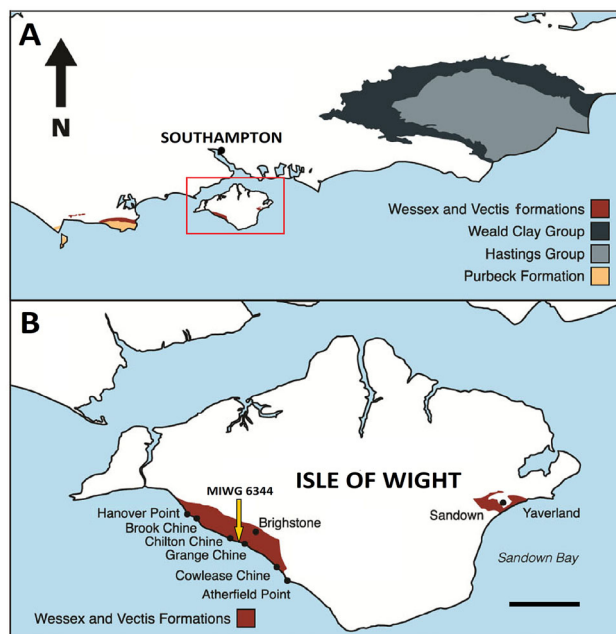 A
N
SOUTHAMPTON
Wessex and Vectis formations
Weald Clay Group
Hastings Group
Purbeck Formation
B
ISLE OF WIGHT
MIWG 6344
Hanover Point
Brook Chine
Chilton Chine
Grange Chine
Brighstone
Cowlease Chine
Atherfield Point
Sandown
Yaverland
Sandown Bay
Wessex and Vectis Formations